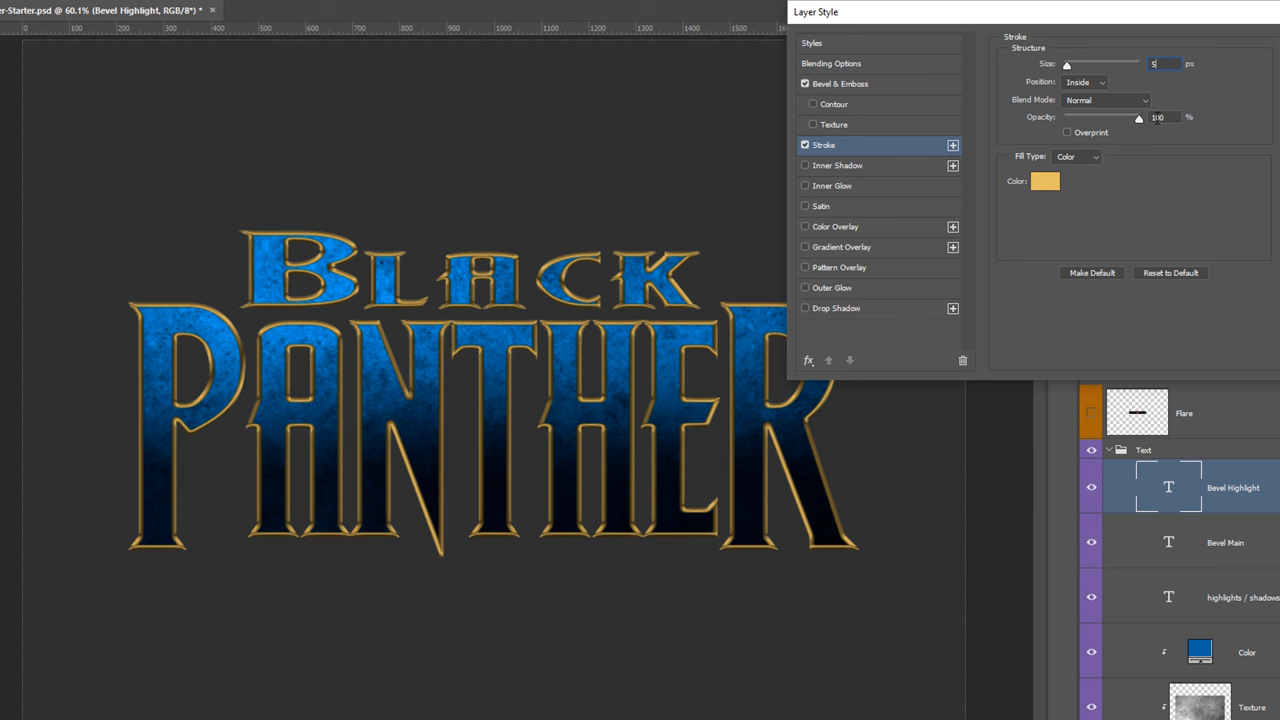 er-Starter.psd @ 60.1% (Bevel Highlight, RGB/8*) * ×
Layer Style
0 100 200 300 400 500 600 700 800 900 1000 1100 1200 1300 1400 1500
Styles
Blending Options
Bevel & Emboss
Contour
Texture
Stroke
Inner Shadow
Inner Glow
Satin
Color Overlay
Gradient Overlay
Pattern Overlay
Outer Glow
Drop Shadow
fx
Stroke
Structure
Size: 5 px
Position: Inside
Blend Mode: Normal
Opacity: 100 %
Overprint
Fill Type: Color
Color:
Make Default Reset to Default
BLACK
PANTHER
Flare
Text
T Bevel Highlight
T Bevel Main
T highlights / shadows
Color
Texture